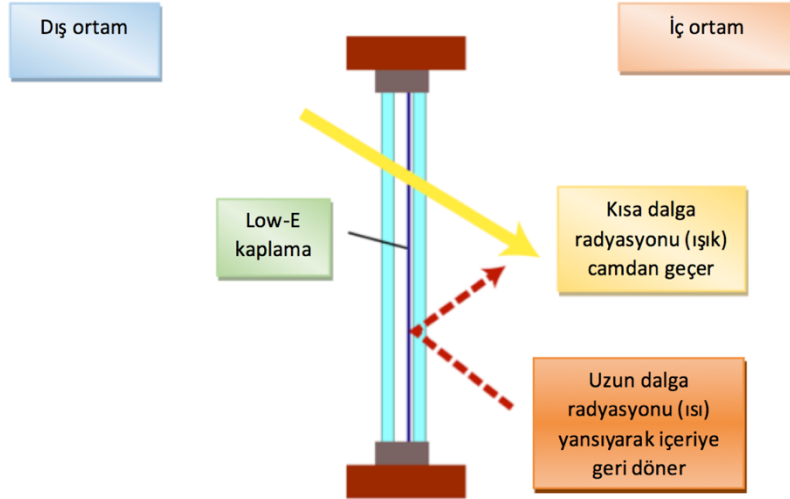 Dış ortam
İç ortam
Low-E
kaplama
Kısa dalga
radyasyonu (ışık)
camdan geçer
Uzun dalga
radyasyonu (ısı)
yansıyarak içeriye
geri döner